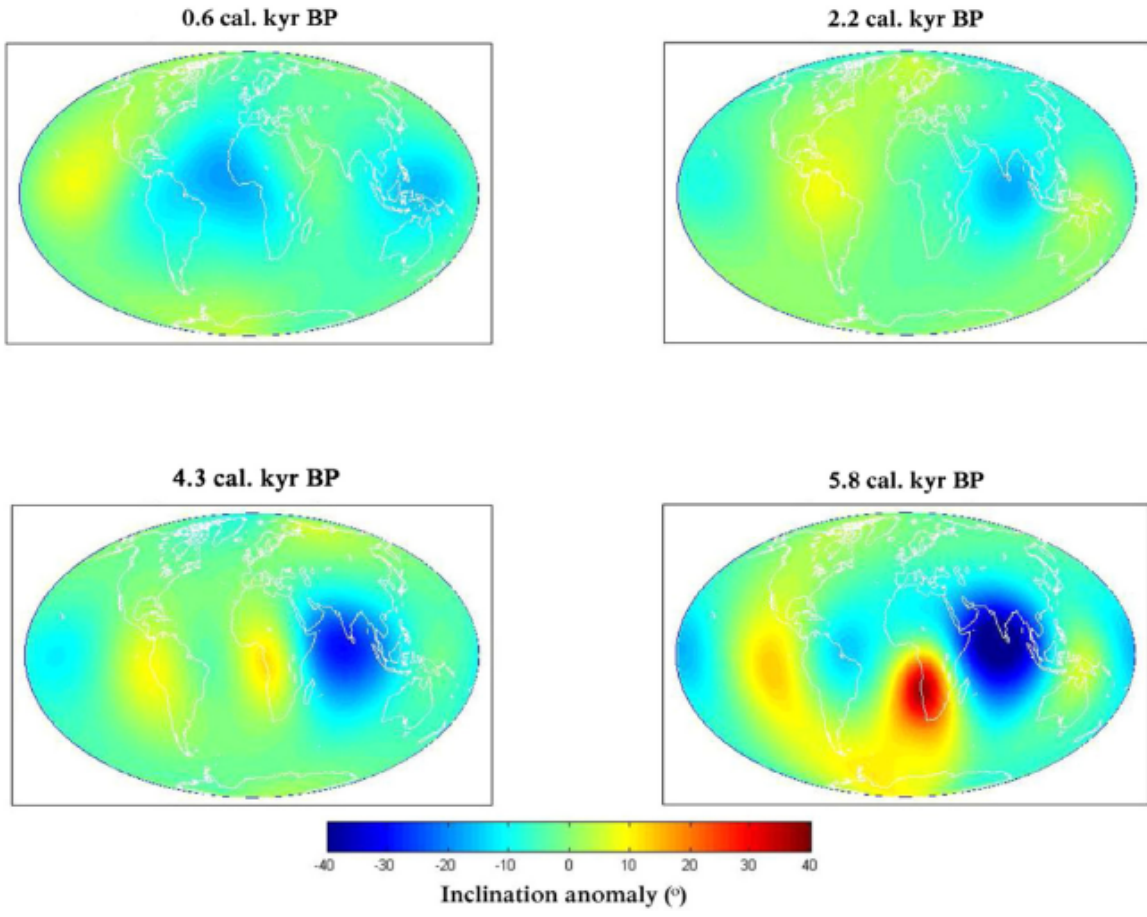 0.6 cal. kyr BP
2.2 cal. kyr BP
4.3 cal. kyr BP
5.8 cal. kyr BP
-40 -30 -20 -10 0 10 20 30 40
Inclination anomaly (º)